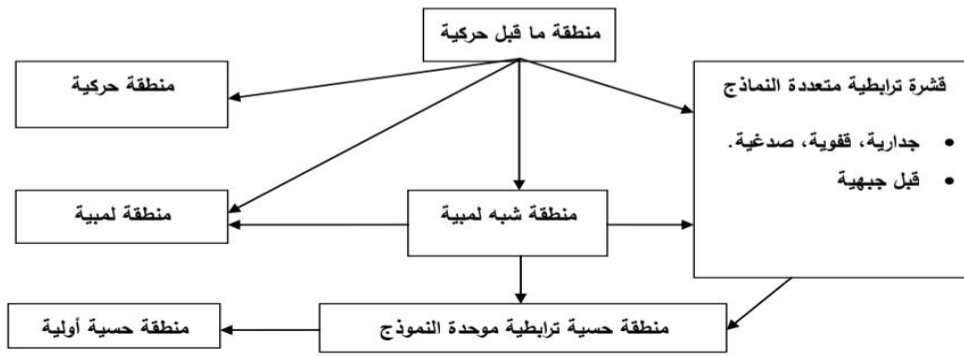 منطقة ما قبل حركية
قشرة ترابطية متعددة النماذج
• جدارية، قفوية، صدغية.
• قبل جبهية
منطقة حركية
منطقة شبه لمبية
منطقة لمبية
منطقة حسية ترابطية موحدة النموذج
منطقة حسية أولية